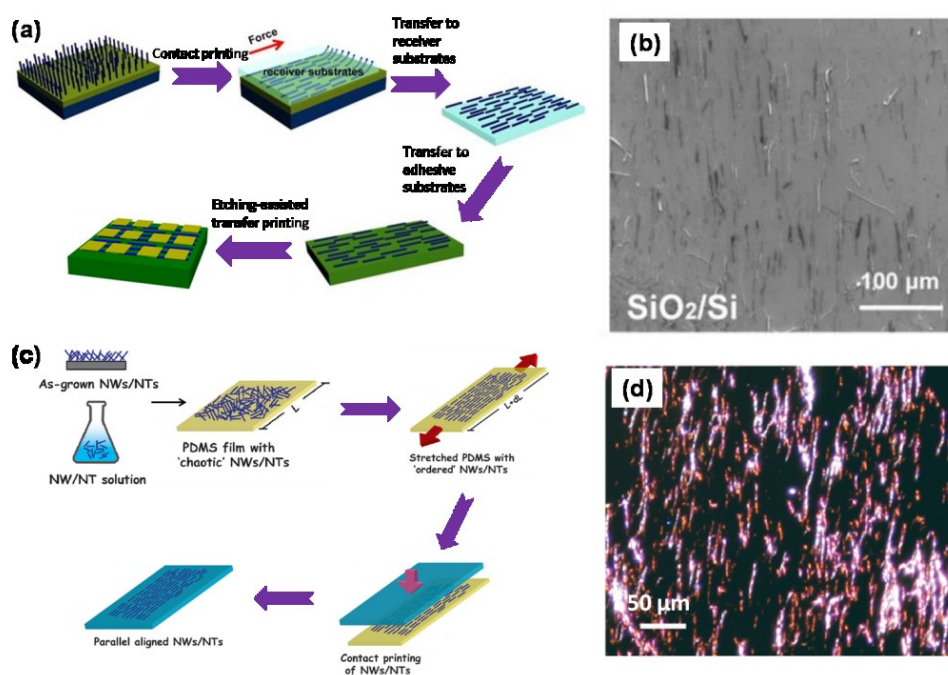 (a)
Contact printing
Force
receiver substrates
Transfer to
receiver
substrates
Transfer to
adhesive
substrates
Etching-assisted
transfer printing
(b)
100 µm
SiO₂/Si
(c)
As-grown NWs/NTs
NW/NT solution
L
PDMS film with
'chaotic' NWs/NTs
L+dL
Stretched PDMS with
'ordered' NWs/NTs
Contact printing
of NWs/NTs
Parallel aligned NWs/NTs
(d)
50 µm